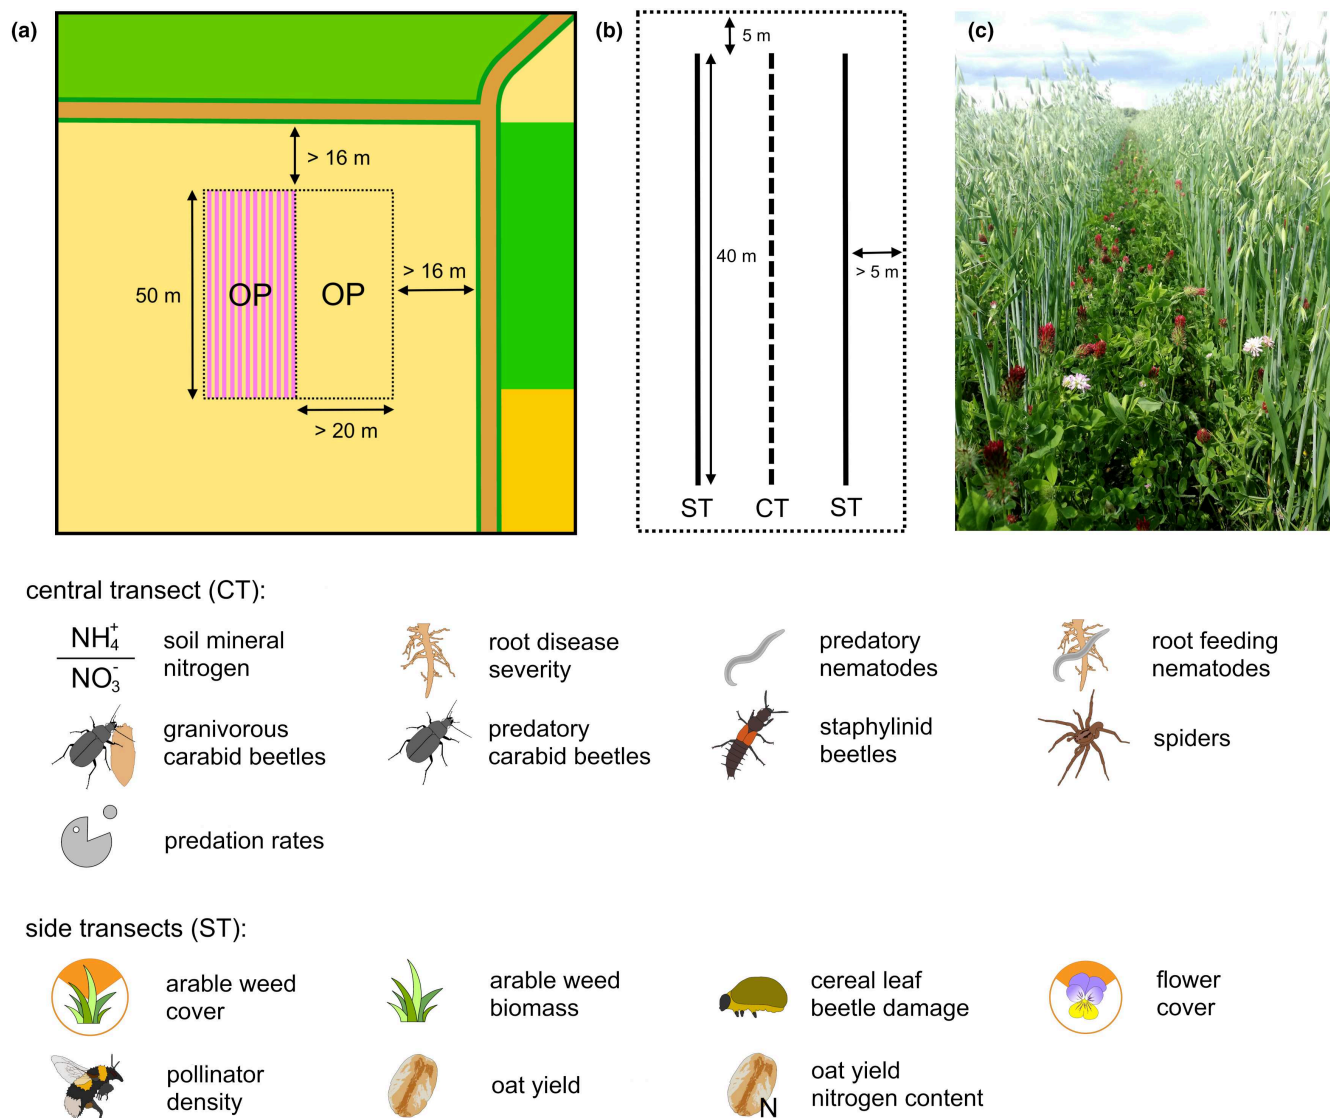 (a)
> 16 m
50 m
OP
OP
> 16 m
> 20 m
(b)
5 m
40 m
> 5 m
ST
CT
ST
(c)
central transect (CT):
NH4+
NO3-
soil mineral
nitrogen
root disease
severity
predatory
nematodes
root feeding
nematodes
granivorous
carabid beetles
predatory
carabid beetles
staphylinid
beetles
spiders
predation rates
side transects (ST):
arable weed
cover
arable weed
biomass
cereal leaf
beetle damage
flower
cover
pollinator
density
oat yield
N
oat yield
nitrogen content